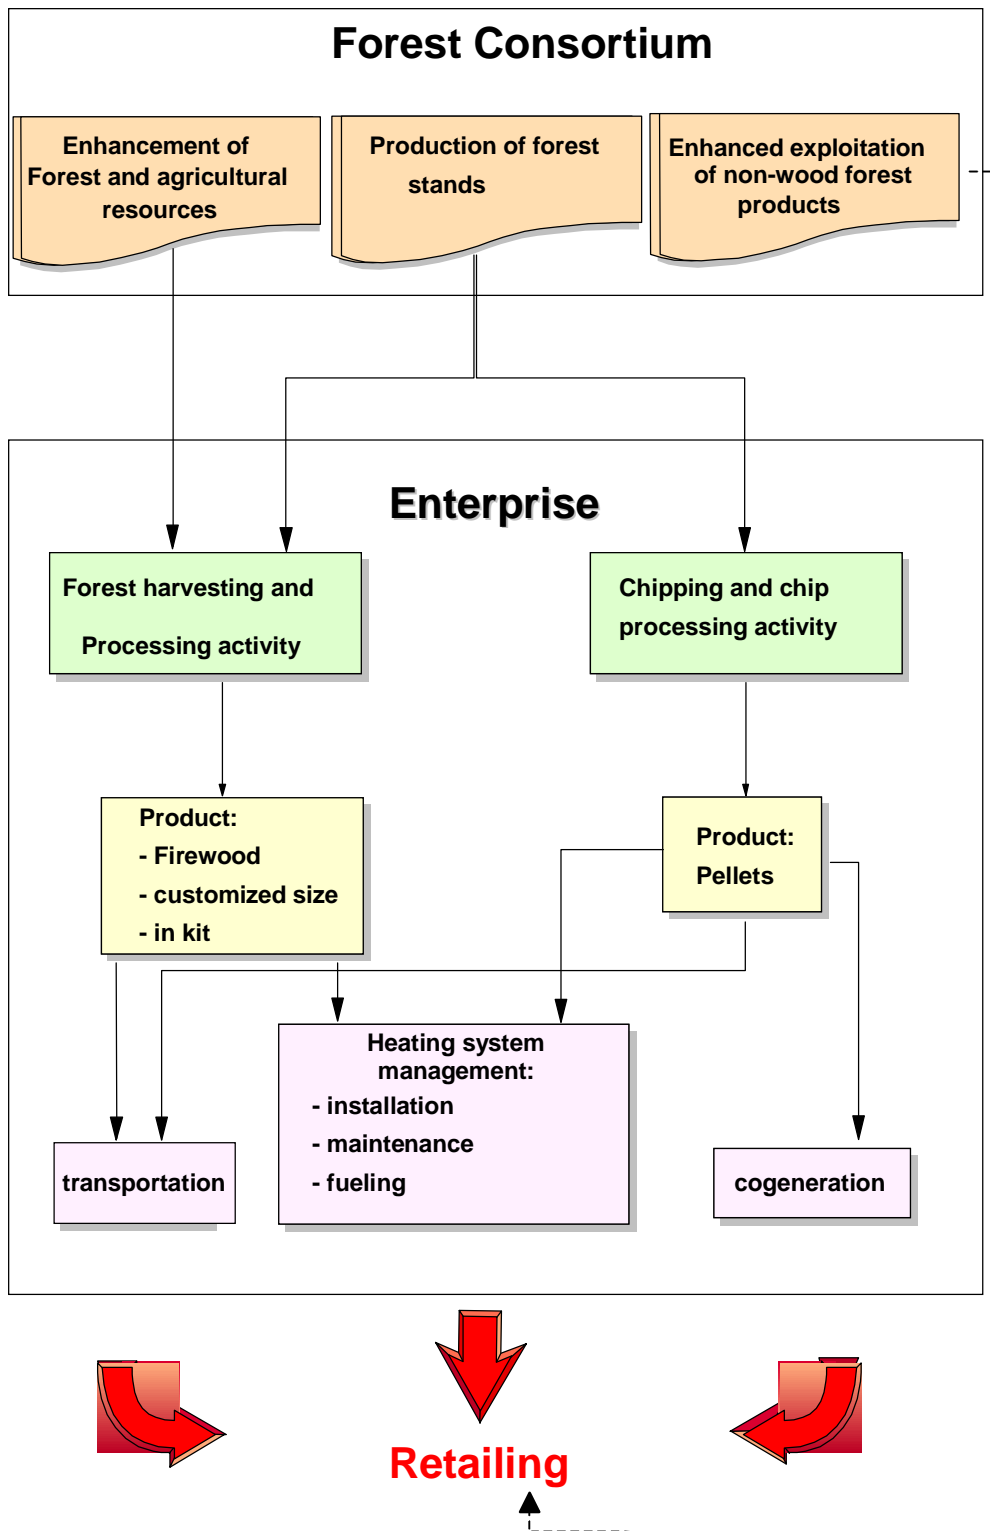 Forest Consortium
Enhancement of
Forest and agricultural
resources
Production of forest
stands
Enhanced exploitation
of non-wood forest
products
Enterprise
Forest harvesting and
Processing activity
Chipping and chip
processing activity
Product:
- Firewood
- customized size
- in kit
Product:
Pellets
Heating system
management:
- installation
- maintenance
- fueling
transportation
cogeneration
Retailing